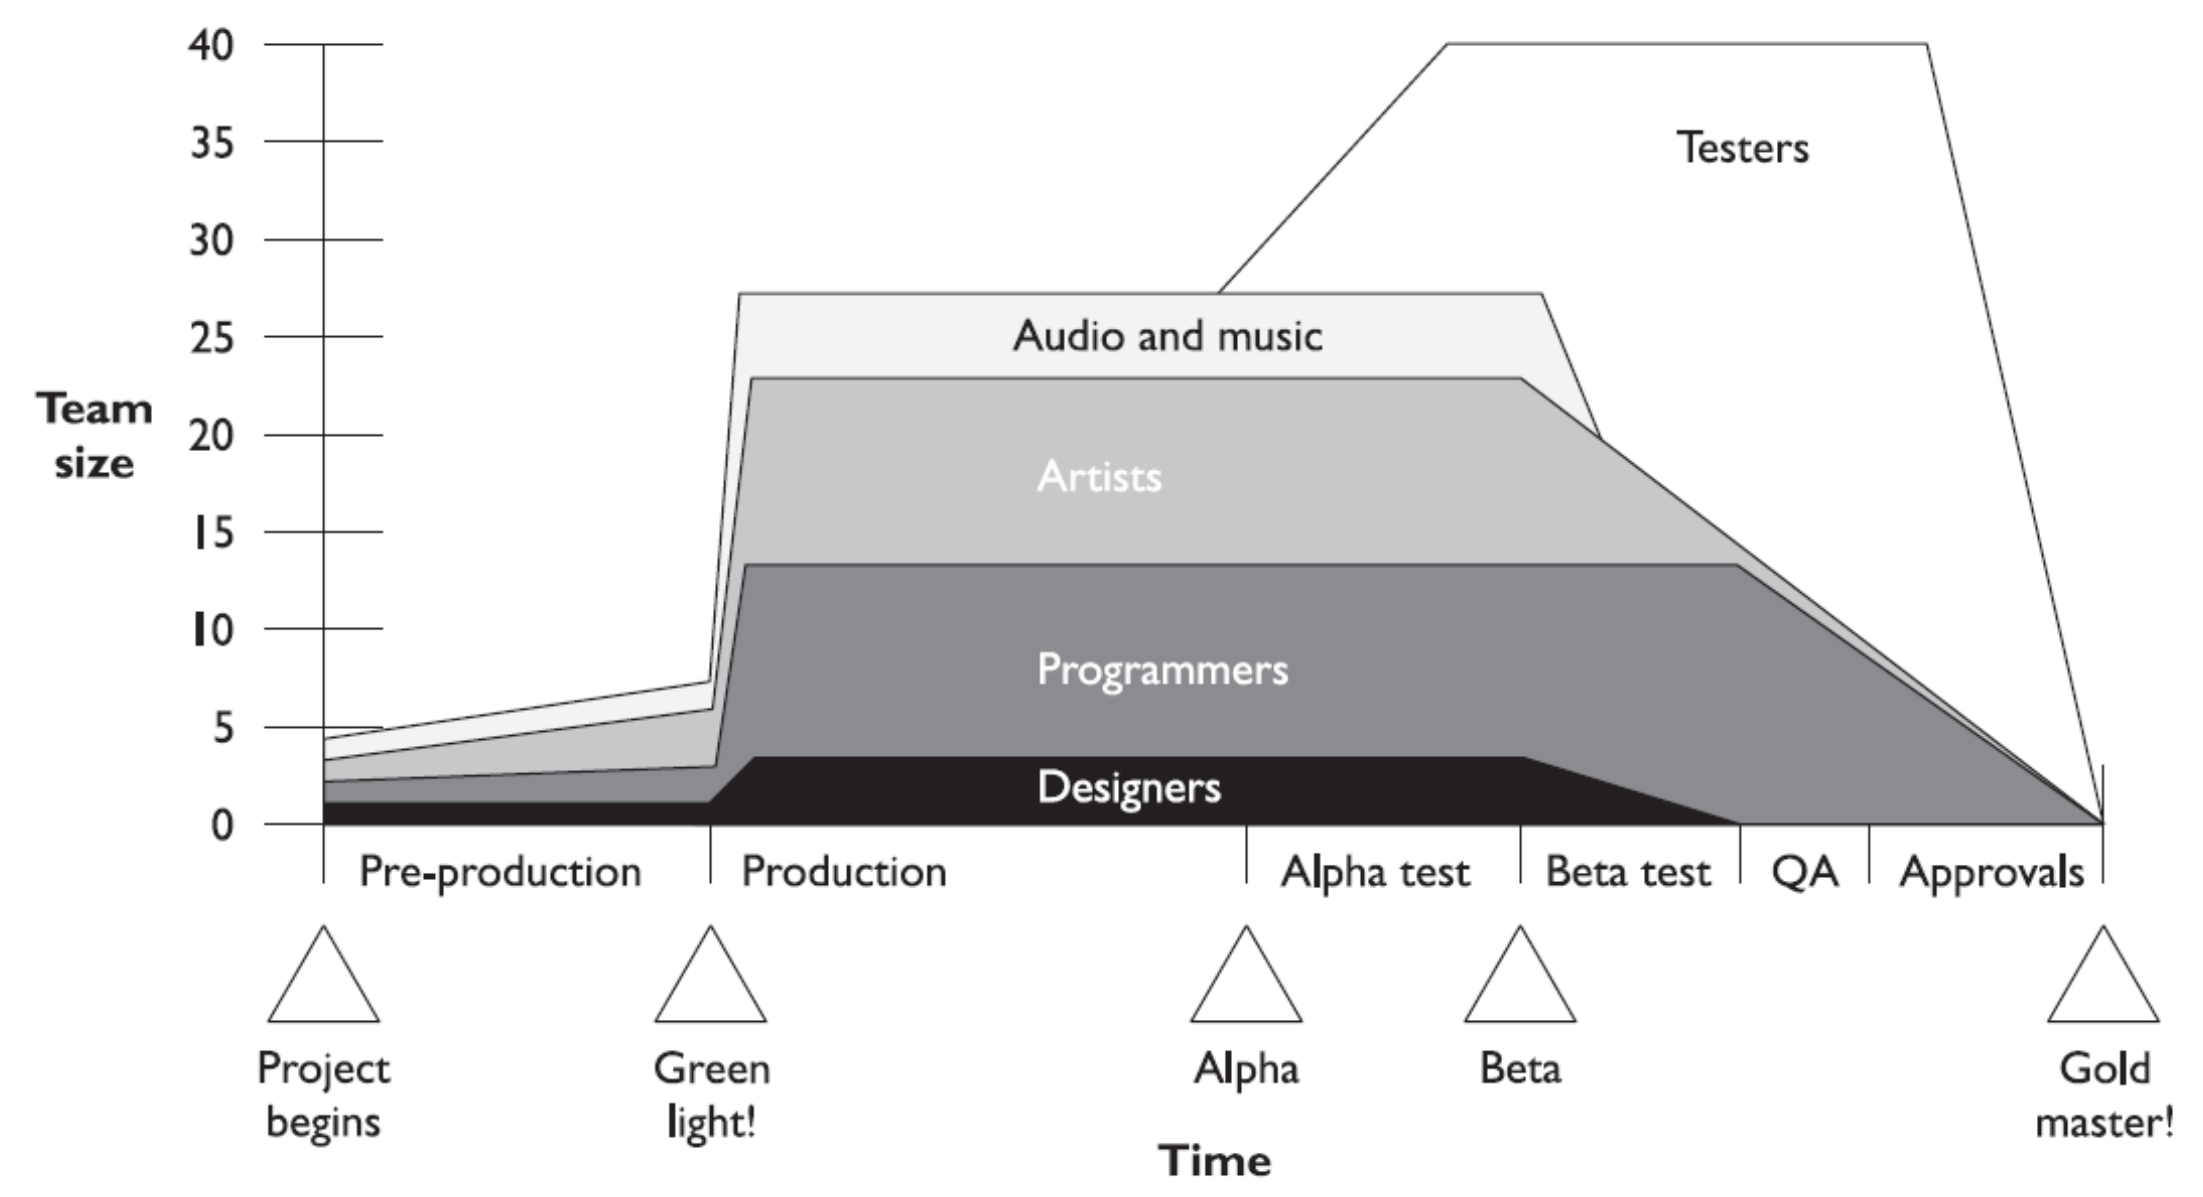 40
35
30
25
20
15
10
5
0
Team
size
Testers
Audio and music
Artists
Programmers
Designers
Pre-production
Production
Alpha test
Beta test
QA
Approvals
Project
begins
Green
light!
Alpha
Beta
Gold
master!
Time